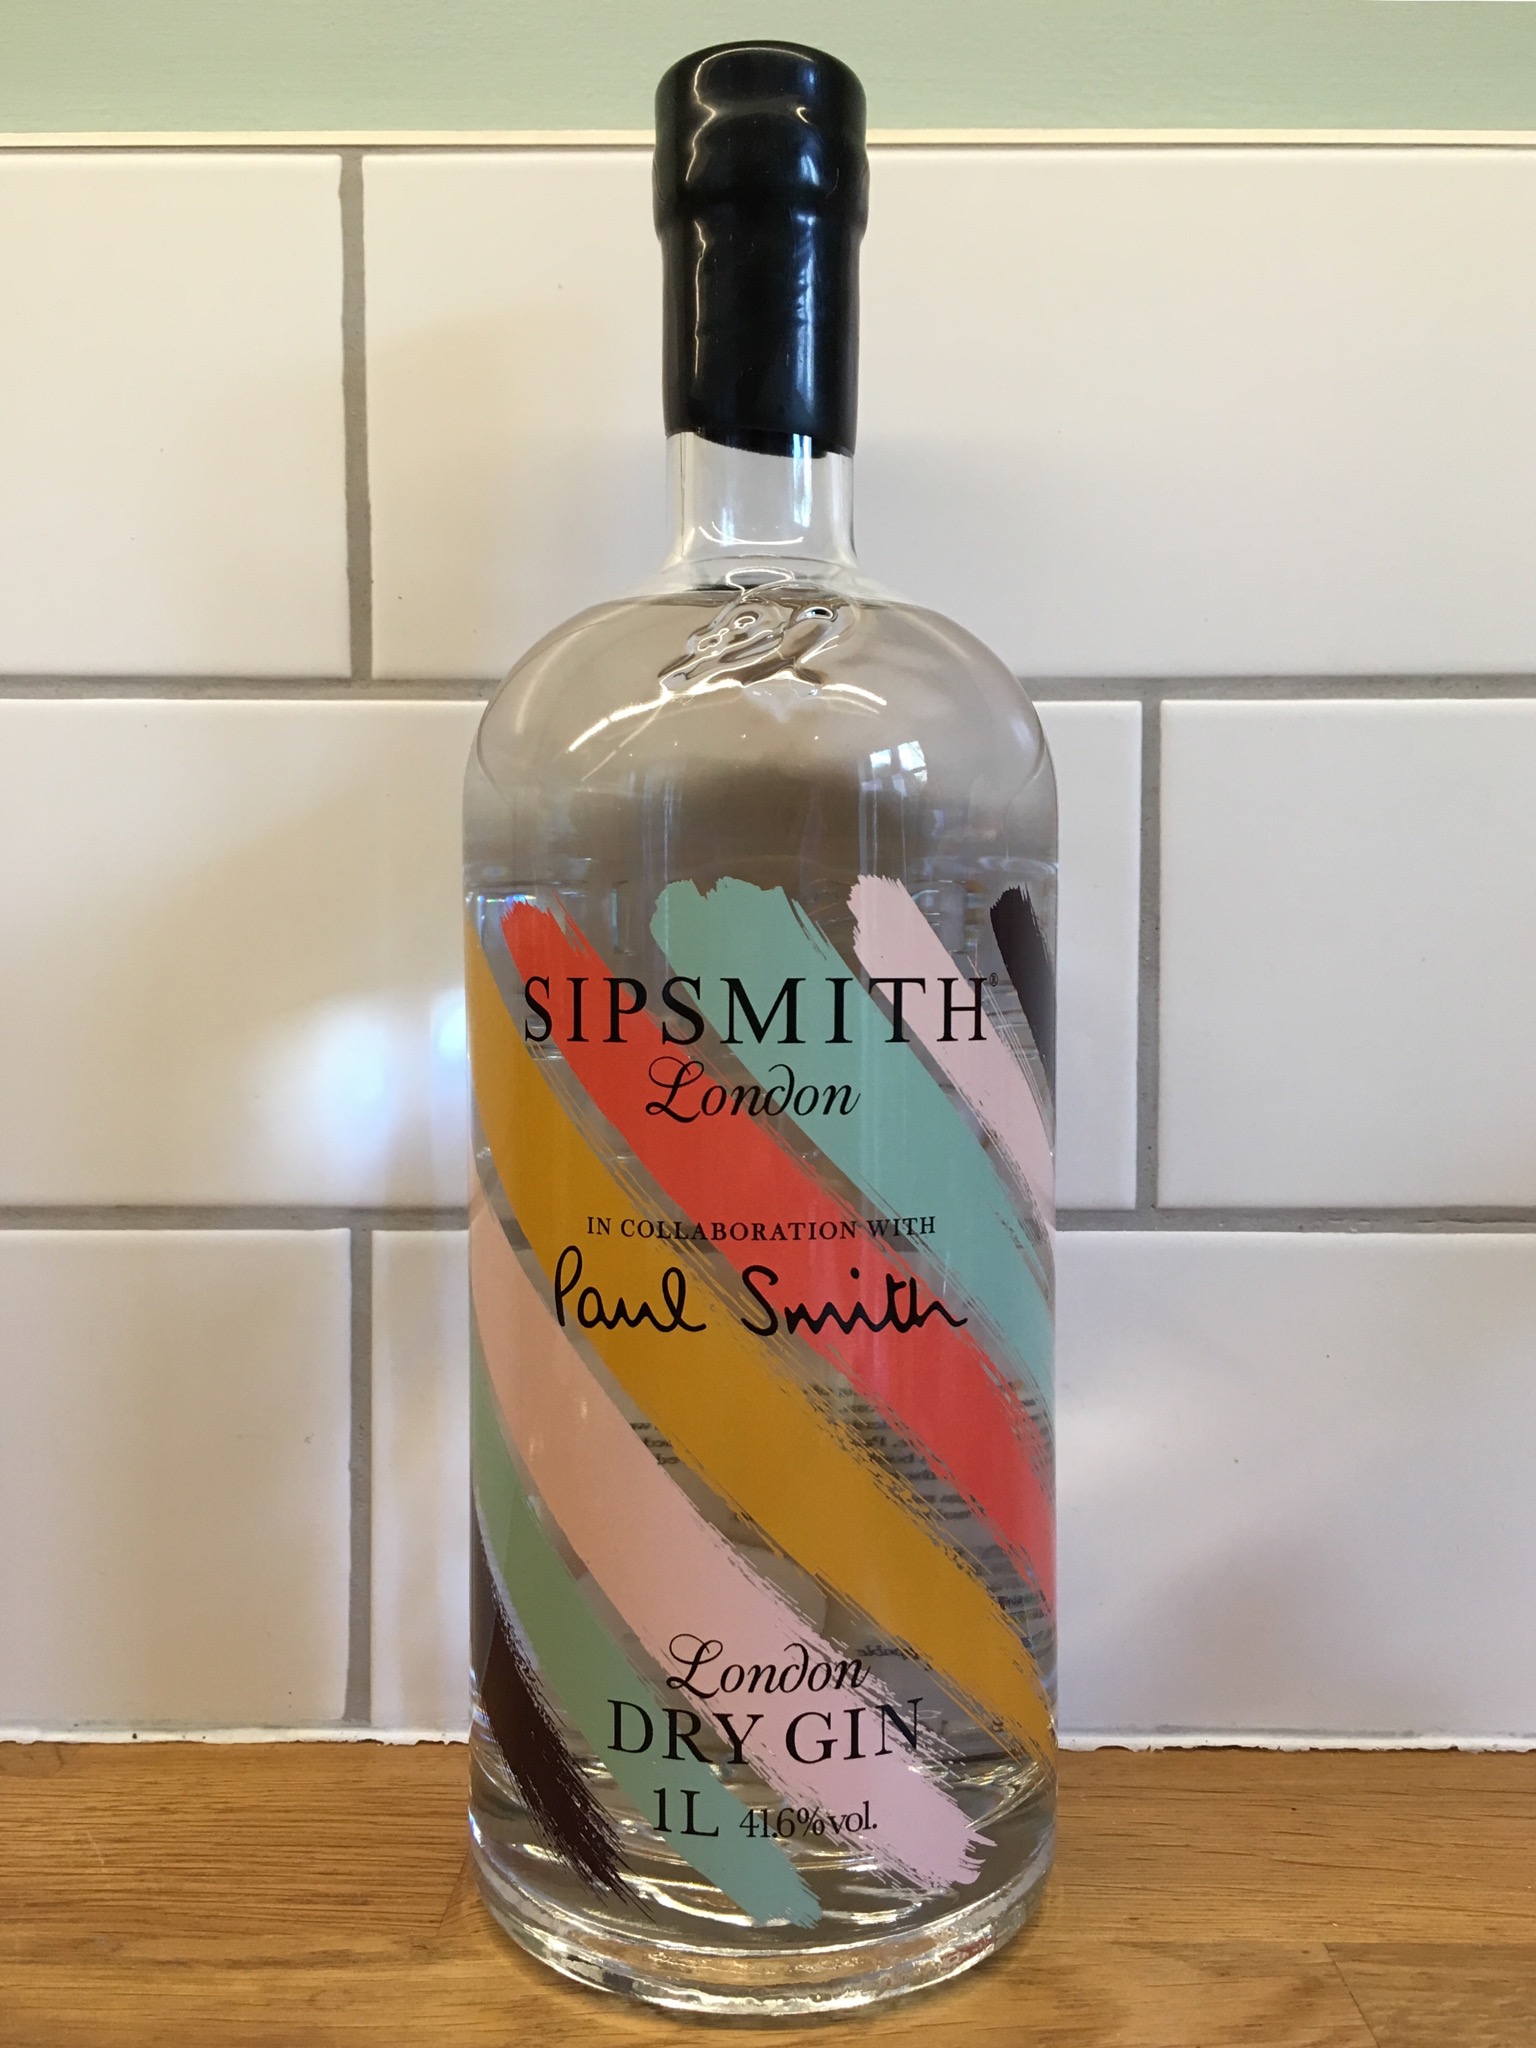 SIPSMITH®
London
IN COLLABORATION WITH
Paul Smith
London
DRY GIN
1L 41.6%vol.